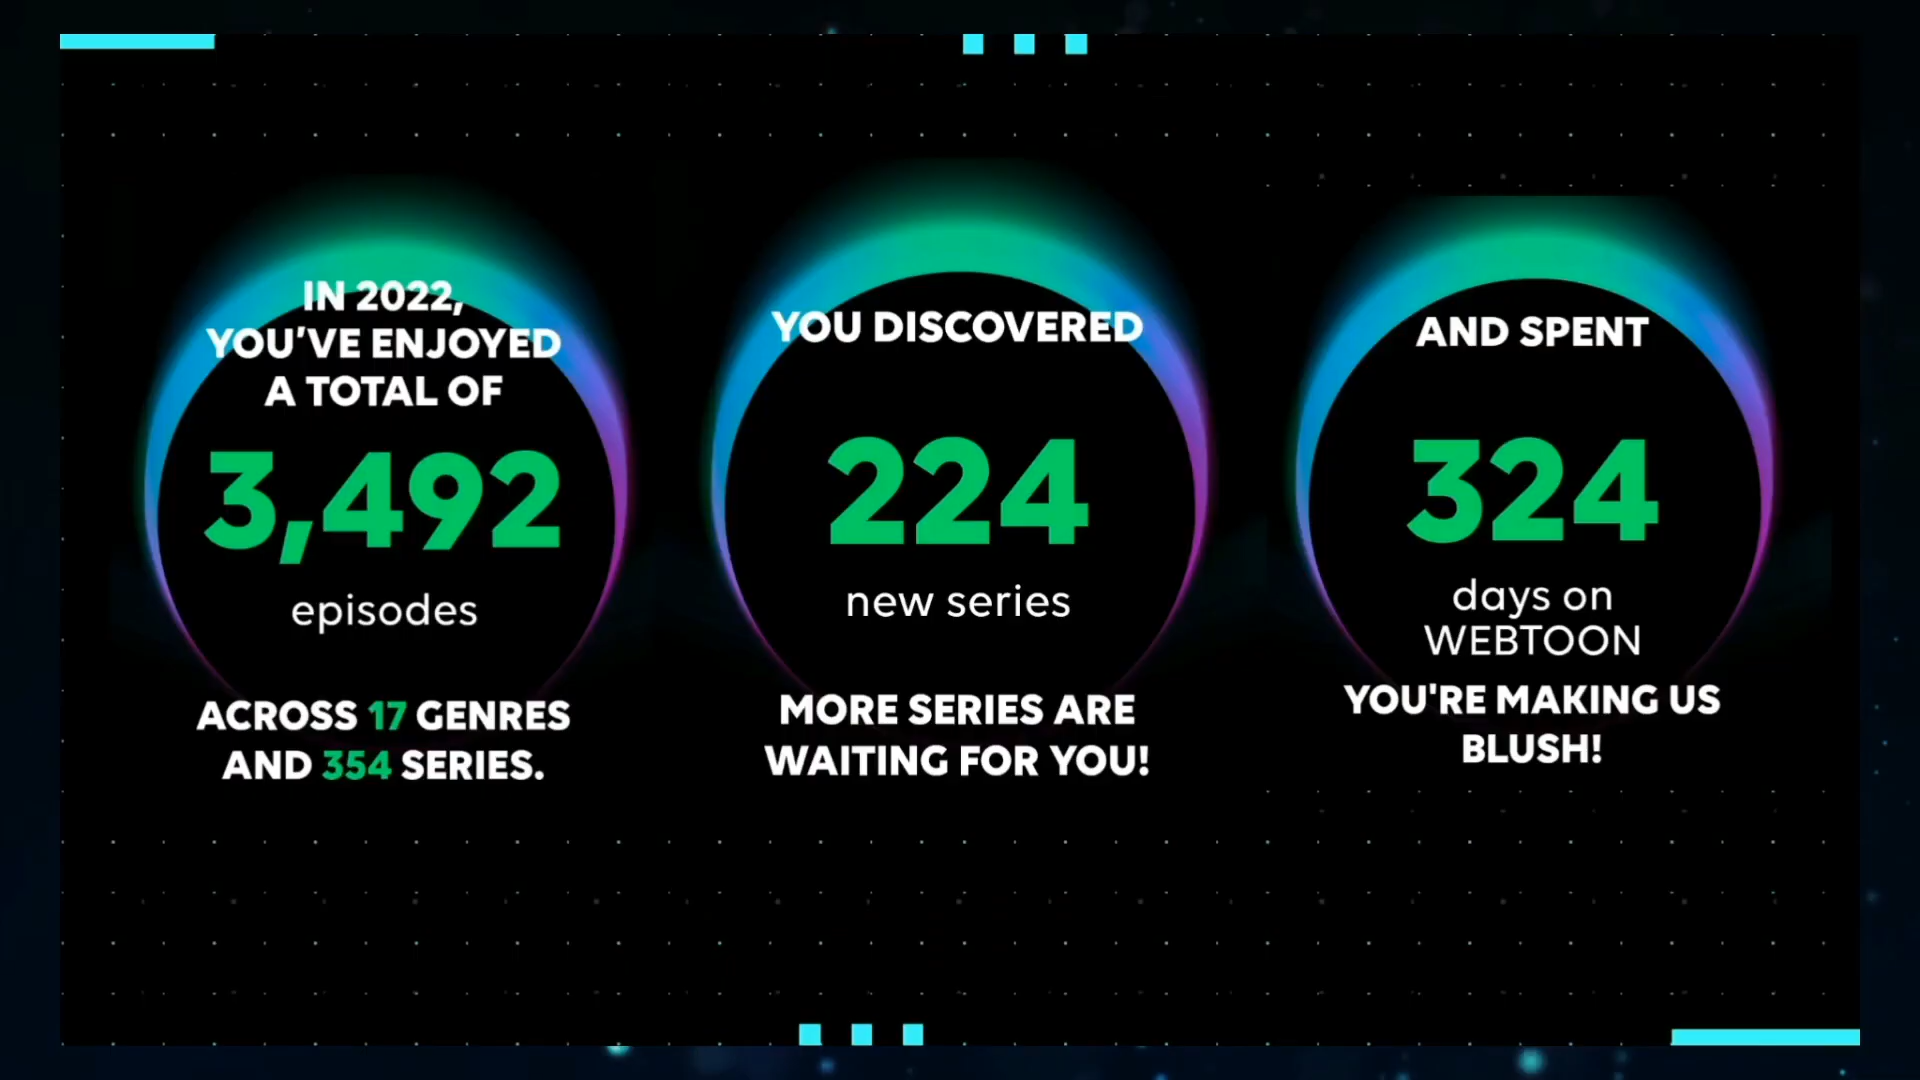 IN 2022,
YOU'VE ENJOYED
A TOTAL OF
3,492
episodes
ACROSS 17 GENRES
AND 354 SERIES.
YOU DISCOVERED
224
new series
MORE SERIES ARE
WAITING FOR YOU!
AND SPENT
324
days on
WEBTOON
YOU'RE MAKING US
BLUSH!